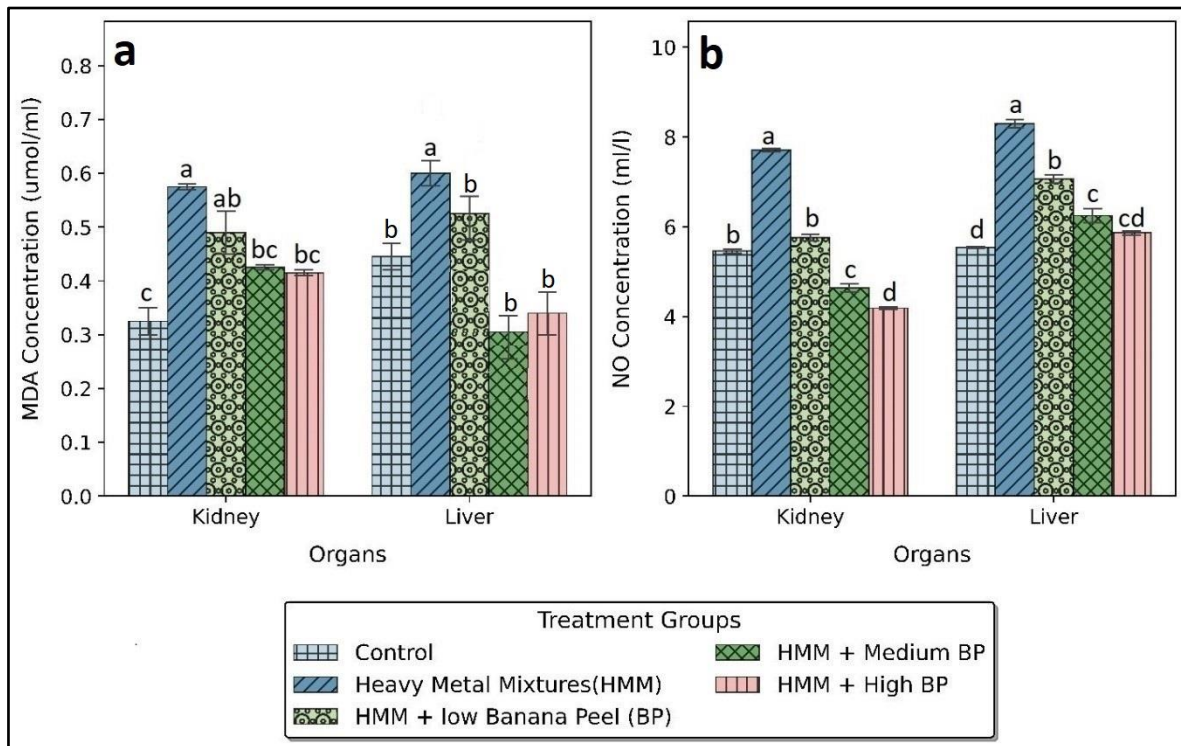 a
MDA Concentration (umol/ml)
0.8
0.7
0.6
0.5
0.4
0.3
0.2
0.1
0.0
c
a
ab
bc
bc
b
a
b
b
b
Kidney
Liver
Organs
b
NO Concentration (ml/l)
10
8
6
4
2
0
b
a
b
c
d
d
a
b
c
cd
Kidney
Liver
Organs
Treatment Groups
Control
Heavy Metal Mixtures(HMM)
HMM + low Banana Peel (BP)
HMM + Medium BP
HMM + High BP